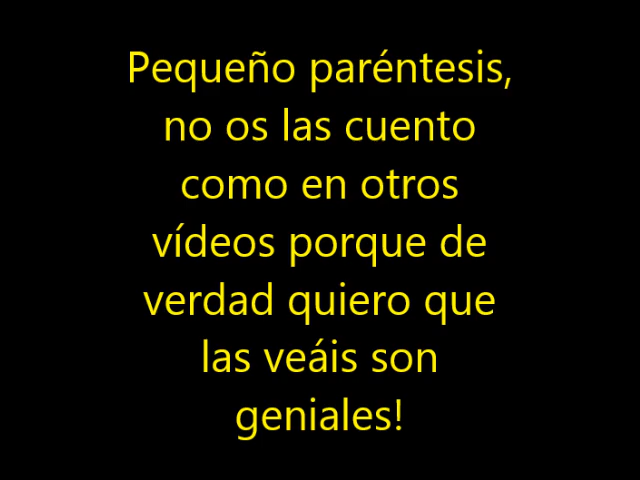 Pequeño paréntesis,
no os las cuento
como en otros
vídeos porque de
verdad quiero que
las veáis son
geniales!